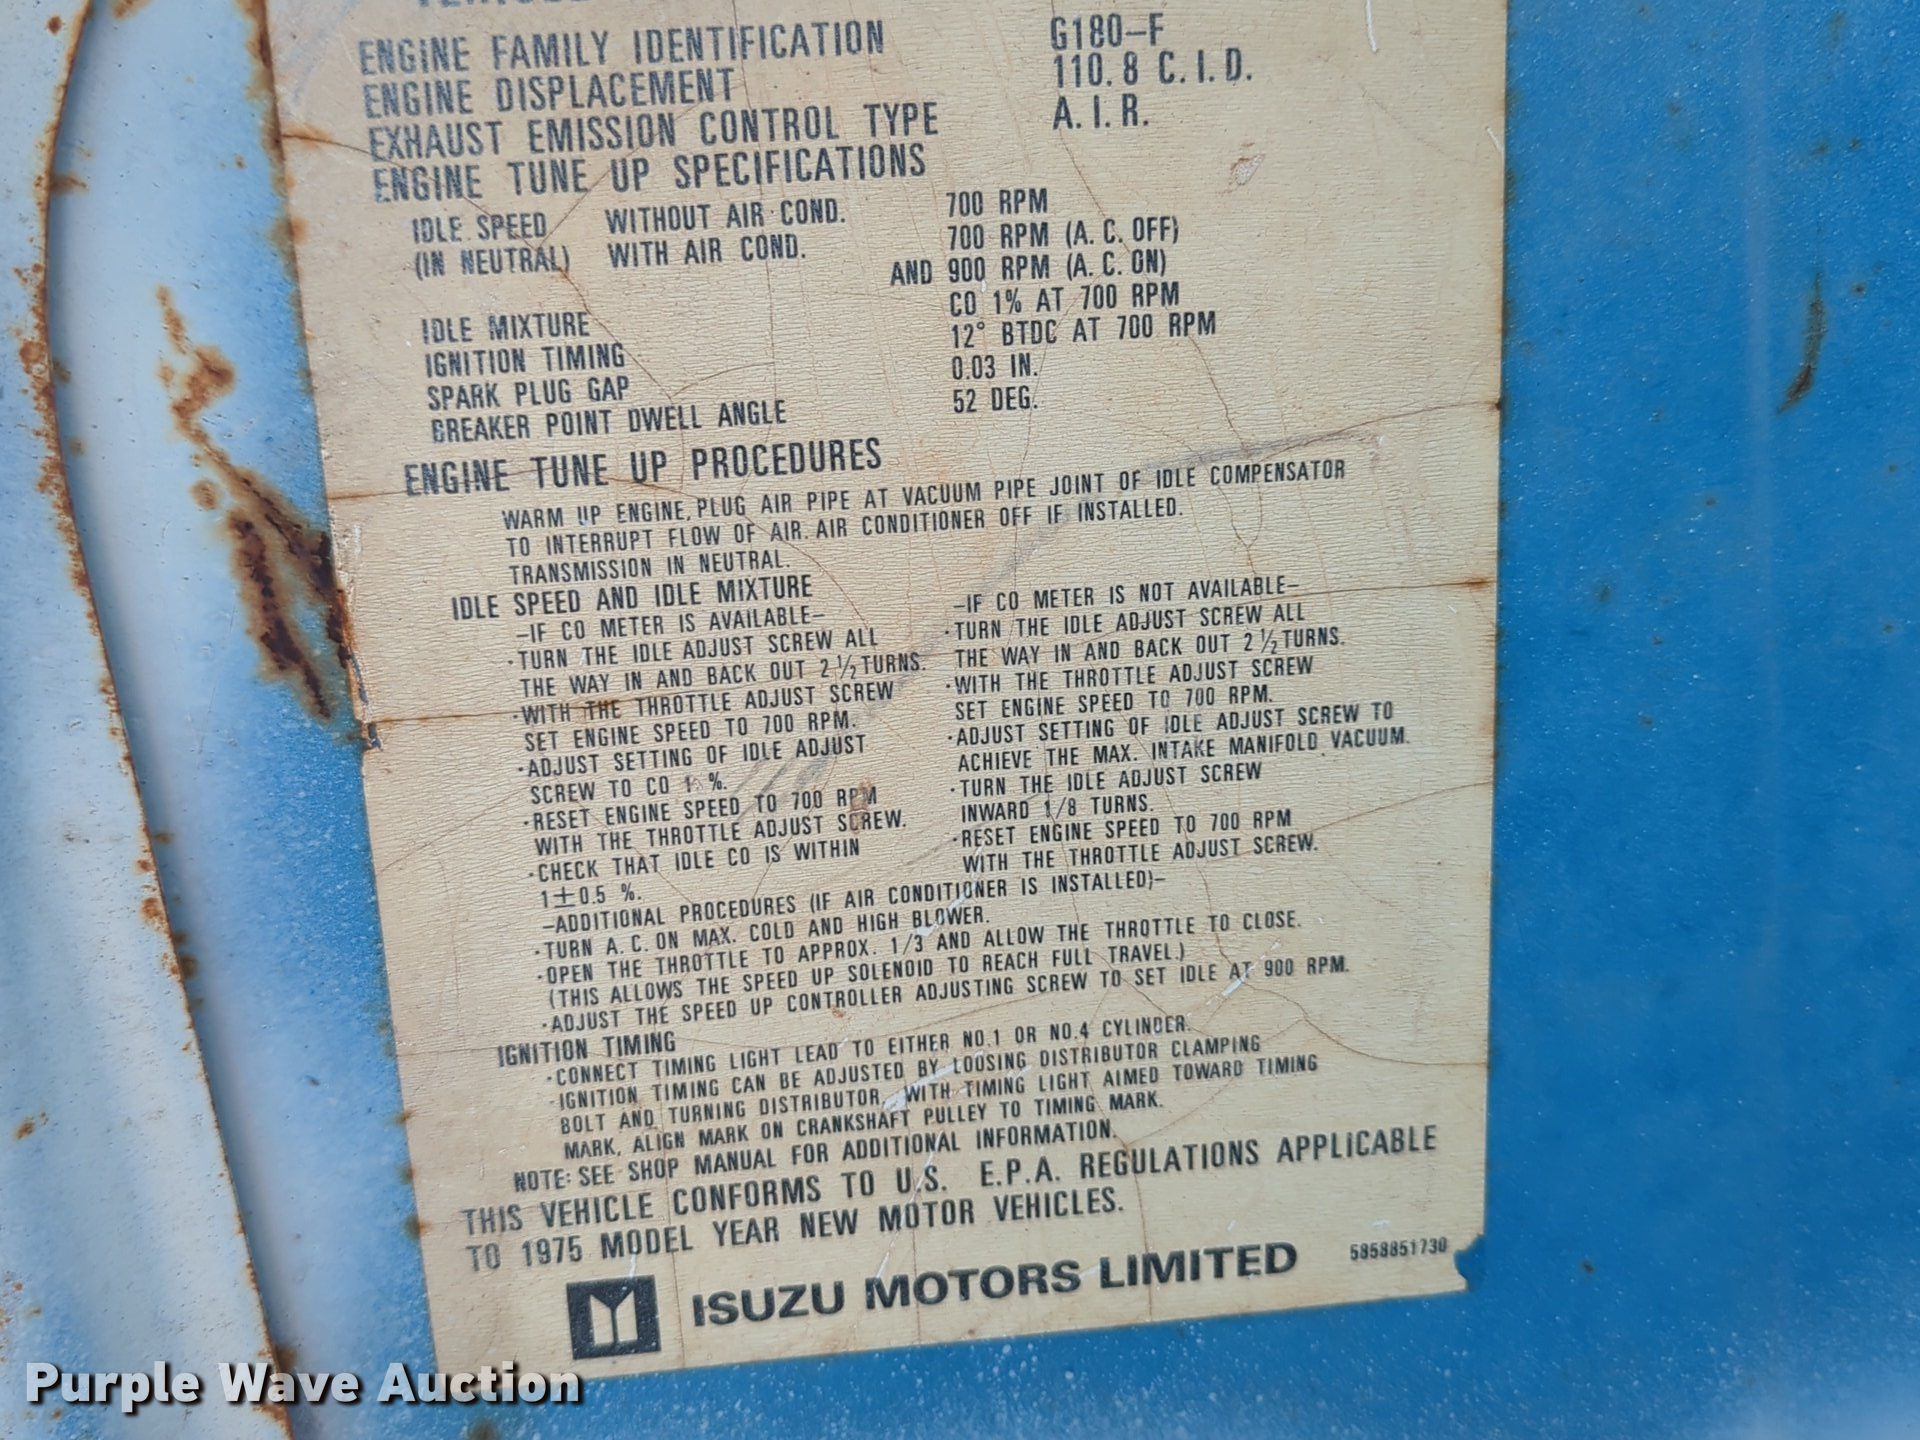 ENGINE FAMILY IDENTIFICATION G180-F
ENGINE DISPLACEMENT 110.8 C.I.D.
EXHAUST EMISSION CONTROL TYPE A.I.R.
ENGINE TUNE UP SPECIFICATIONS
IDLE SPEED WITHOUT AIR COND. 700 RPM
(IN NEUTRAL) WITH AIR COND. 700 RPM (A.C. OFF)
AND 900 RPM (A.C. ON)
IDLE MIXTURE CO 1% AT 700 RPM
IGNITION TIMING 12° BTDC AT 700 RPM
SPARK PLUG GAP 0.03 IN.
BREAKER POINT DWELL ANGLE 52 DEG.
ENGINE TUNE UP PROCEDURES
WARM UP ENGINE, PLUG AIR PIPE AT VACUUM PIPE JOINT OF IDLE COMPENSATOR
TO INTERRUPT FLOW OF AIR. AIR CONDITIONER OFF IF INSTALLED.
TRANSMISSION IN NEUTRAL.
IDLE SPEED AND IDLE MIXTURE
-IF CO METER IS AVAILABLE-
·TURN THE IDLE ADJUST SCREW ALL
THE WAY IN AND BACK OUT 2 1/2 TURNS.
·WITH THE THROTTLE ADJUST SCREW
SET ENGINE SPEED TO 700 RPM.
·ADJUST SETTING OF IDLE ADJUST
SCREW TO CO 1 %.
·RESET ENGINE SPEED TO 700 RPM
WITH THE THROTTLE ADJUST SCREW.
·CHECK THAT IDLE CO IS WITHIN
1±0.5 %.
-IF CO METER IS NOT AVAILABLE-
·TURN THE IDLE ADJUST SCREW ALL
THE WAY IN AND BACK OUT 2 1/2 TURNS.
·WITH THE THROTTLE ADJUST SCREW
SET ENGINE SPEED TO 700 RPM.
·ADJUST SETTING OF IDLE ADJUST SCREW TO
ACHIEVE THE MAX. INTAKE MANIFOLD VACUUM.
·TURN THE IDLE ADJUST SCREW
INWARD 1/8 TURNS.
·RESET ENGINE SPEED TO 700 RPM
WITH THE THROTTLE ADJUST SCREW.
-ADDITIONAL PROCEDURES (IF AIR CONDITIONER IS INSTALLED)-
·TURN A.C. ON MAX. COLD AND HIGH BLOWER.
·OPEN THE THROTTLE TO APPROX. 1/3 AND ALLOW THE THROTTLE TO CLOSE.
(THIS ALLOWS THE SPEED UP SOLENOID TO REACH FULL TRAVEL.)
·ADJUST THE SPEED UP CONTROLLER ADJUSTING SCREW TO SET IDLE AT 900 RPM.
IGNITION TIMING
·CONNECT TIMING LIGHT LEAD TO EITHER NO.1 OR NO.4 CYLINDER.
·IGNITION TIMING CAN BE ADJUSTED BY LOOSING DISTRIBUTOR CLAMPING
BOLT AND TURNING DISTRIBUTOR, WITH TIMING LIGHT AIMED TOWARD TIMING
MARK, ALIGN MARK ON CRANKSHAFT PULLEY TO TIMING MARK.
NOTE: SEE SHOP MANUAL FOR ADDITIONAL INFORMATION.
THIS VEHICLE CONFORMS TO U.S. E.P.A. REGULATIONS APPLICABLE
TO 1975 MODEL YEAR NEW MOTOR VEHICLES.
ISUZU MOTORS LIMITED 5858851730
Purple Wave Auction